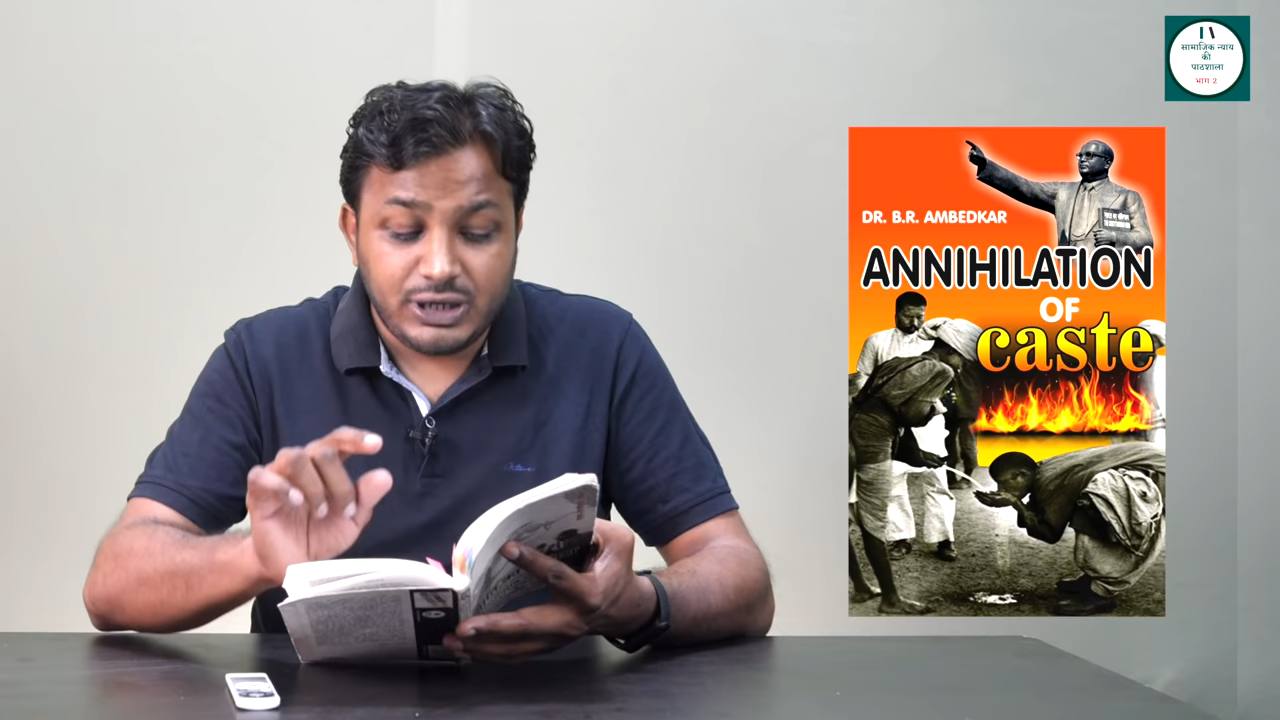 सामाजिक न्याय
की
पाठशाला
भाग 2
DR. B.R. AMBEDKAR
ANNIHILATION
OF
caste